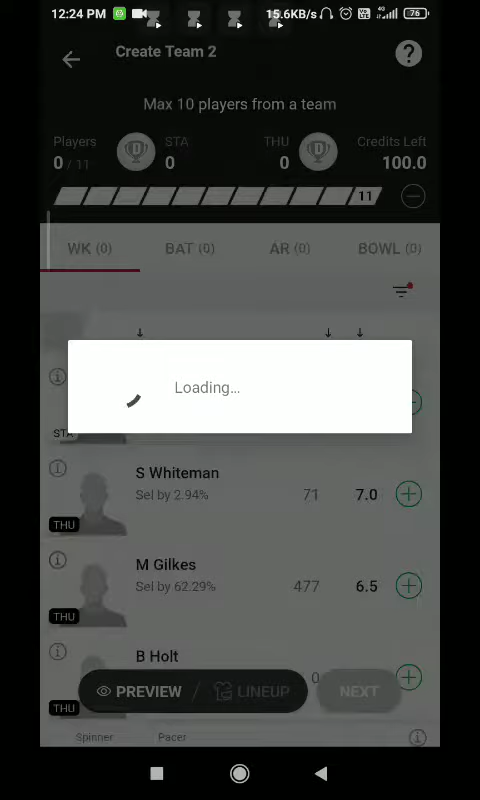 12:24 PM 15.6KB/s 4G 76
Create Team 2 ?
Max 10 players from a team
Players STA THU Credits Left
0 / 11 0 0 100.0
11
WK (0) BAT (0) AR (0) BOWL (0)
Loading...
STA
S Whiteman
Sel by 2.94% 71 7.0
THU
M Gilkes
Sel by 62.29% 477 6.5
THU
B Holt
0
PREVIEW / LINEUP NEXT
THU
Spinner Pacer